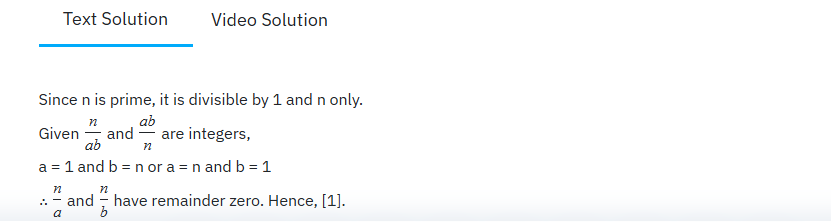 Text Solution Video Solution
Since n is prime, it is divisible by 1 and n only.
Given n/ab and ab/n are integers,
a = 1 and b = n or a = n and b = 1
∴ n/a and n/b have remainder zero. Hence, [1].